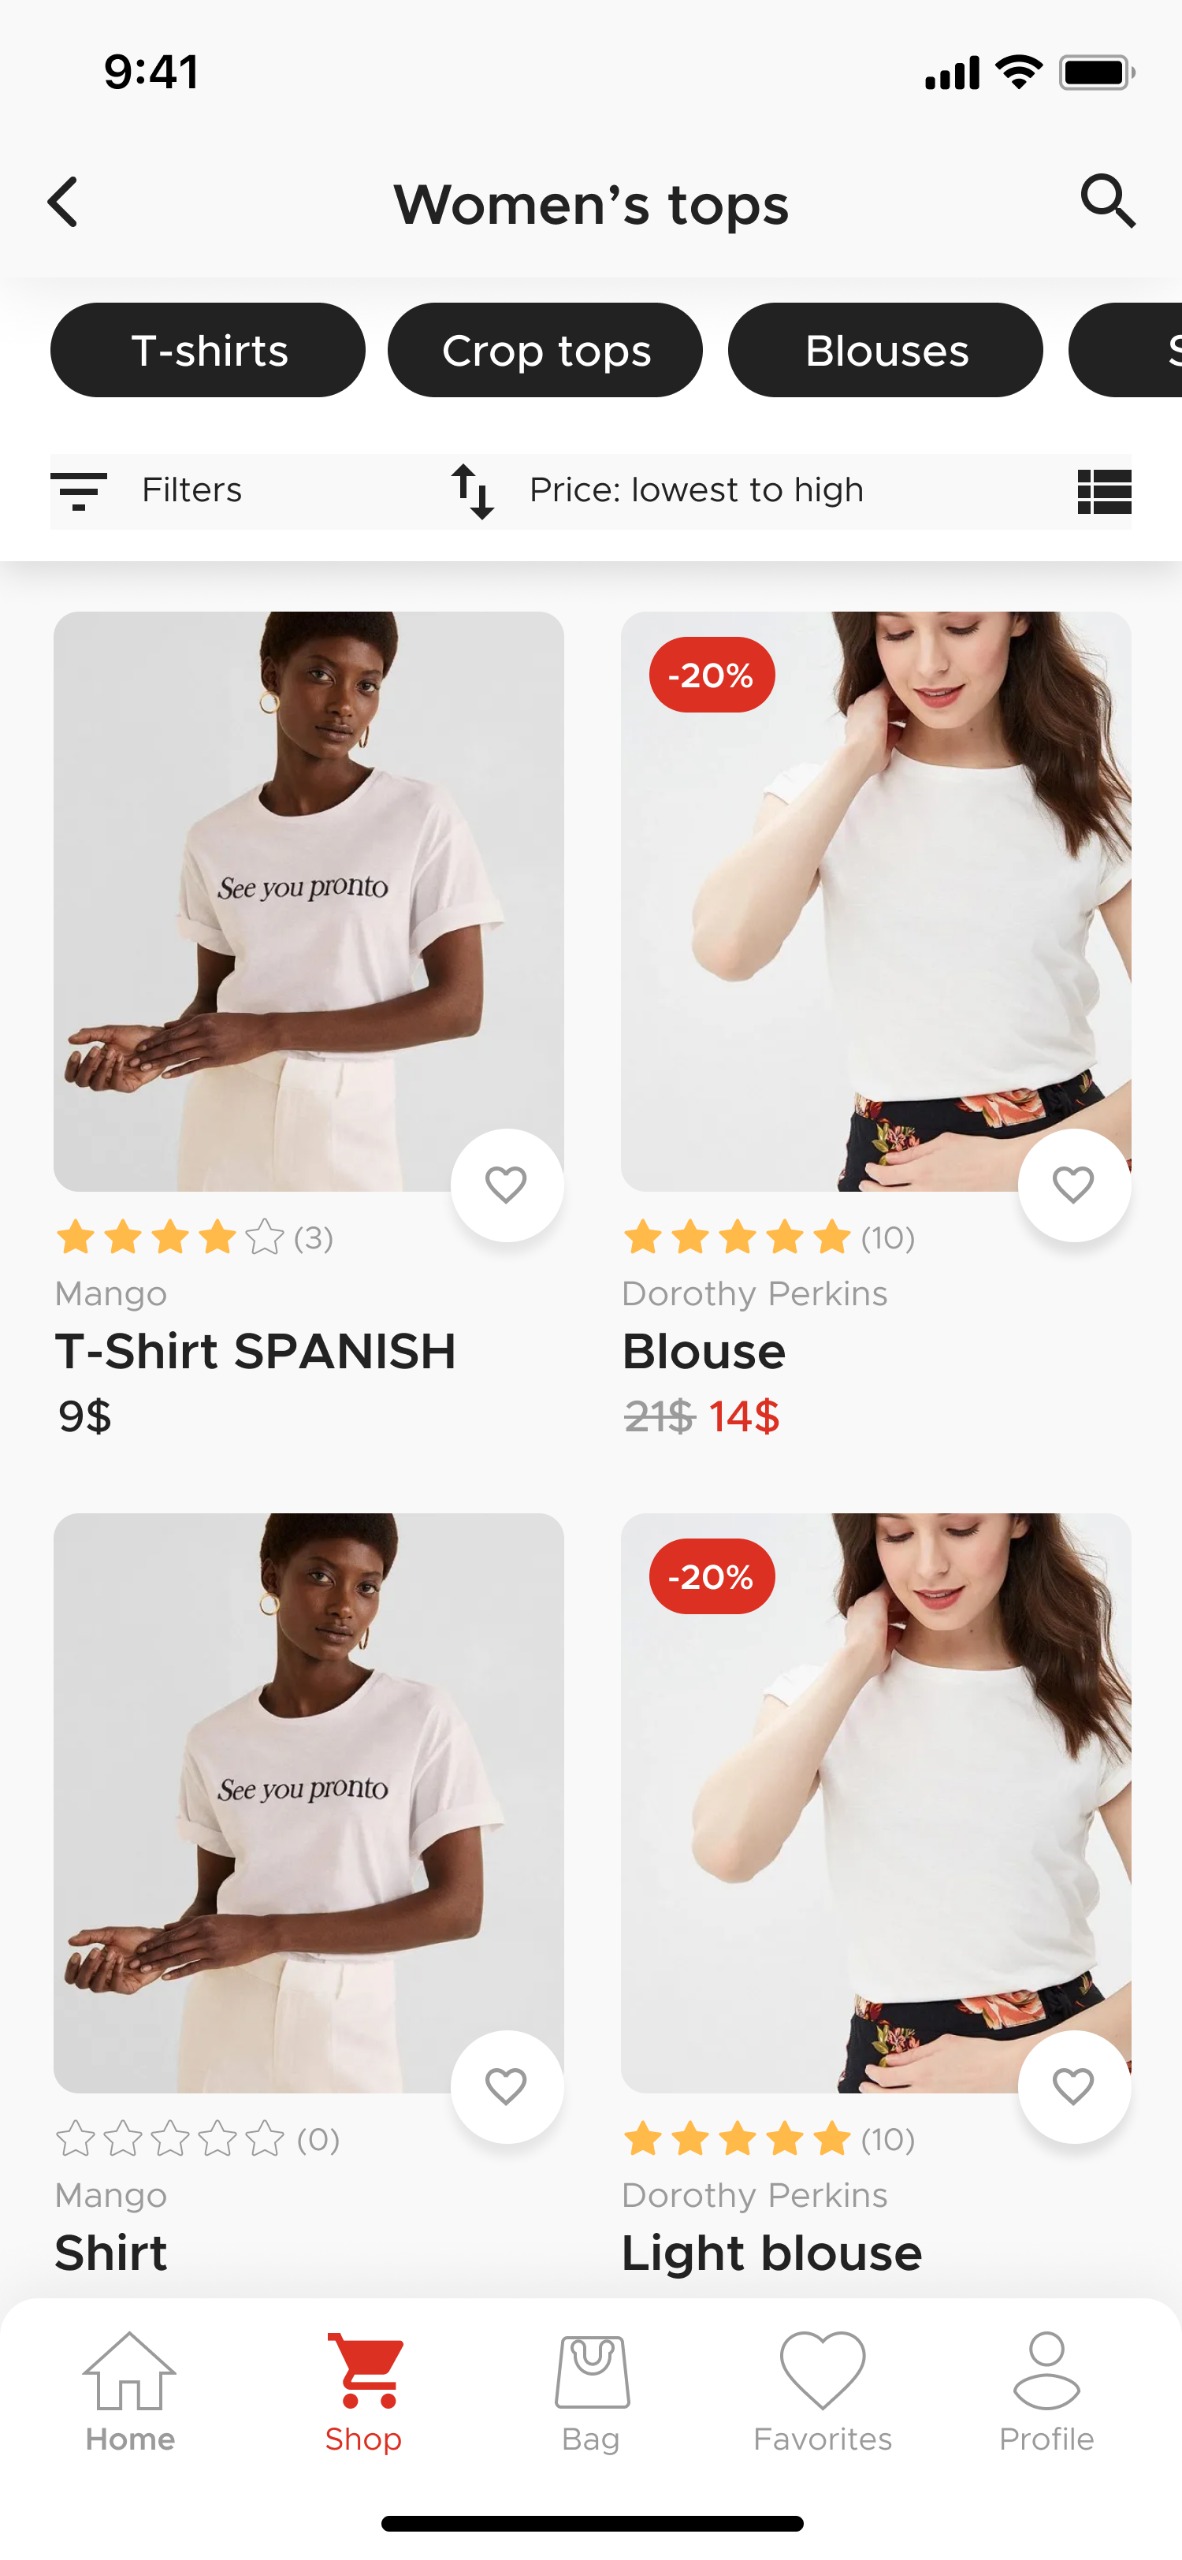 9:41
Women’s tops
T-shirts Crop tops Blouses S
Filters Price: lowest to high
-20%
See you pronto
(3) (10)
Mango Dorothy Perkins
T-Shirt SPANISH Blouse
9$ 21$ 14$
-20%
See you pronto
(0) (10)
Mango Dorothy Perkins
Shirt Light blouse
Home Shop Bag Favorites Profile